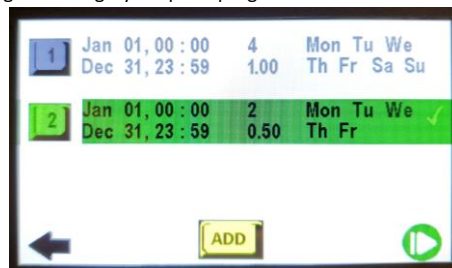 1 Jan 01, 00 : 00 4 Mon Tu We
Dec 31, 23 : 59 1.00 Th Fr Sa Su
2 Jan 01, 00 : 00 2 Mon Tu We
Dec 31, 23 : 59 0.50 Th Fr
ADD